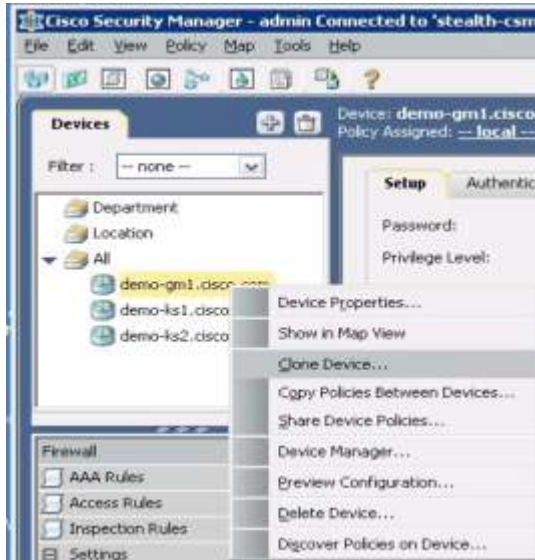 Cisco Security Manager - admin Connected to 'stealth-csm
File Edit View Policy Map Tools Help
Devices
Device: demo-gm1.cisco
Policy Assigned: -- local --
Filter : -- none --
Setup Authentic
Department
Location
All
demo-gm1.cisco.com
demo-ks1.cisco
demo-ks2.cisco
Password:
Privilege Level:
Device Properties...
Show in Map View
Clone Device...
Copy Policies Between Devices...
Share Device Policies...
Device Manager...
Preview Configuration...
Delete Device...
Discover Policies on Device...
Firewall
AAA Rules
Access Rules
Inspection Rules
Settings